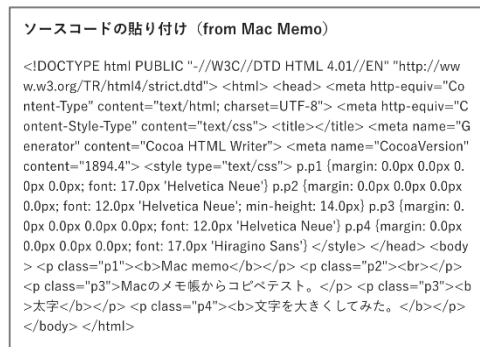 ソースコードの貼り付け（from Mac Memo）
<!DOCTYPE html PUBLIC "-//W3C//DTD HTML 4.01//EN" "http://ww
w.w3.org/TR/html4/strict.dtd"> <html> <head> <meta http-equiv="Co
ntent-Type" content="text/html; charset=UTF-8"> <meta http-equiv="C
ontent-Style-Type" content="text/css"> <title></title> <meta name="G
enerator" content="Cocoa HTML Writer"> <meta name="CocoaVersion"
content="1894.4"> <style type="text/css"> p.p1 {margin: 0.0px 0.0px 0.
0px 0.0px; font: 17.0px 'Helvetica Neue'} p.p2 {margin: 0.0px 0.0px 0.0px
0.0px; font: 12.0px 'Helvetica Neue'; min-height: 14.0px} p.p3 {margin: 0.
0px 0.0px 0.0px 0.0px; font: 12.0px 'Helvetica Neue'} p.p4 {margin: 0.0px
0.0px 0.0px 0.0px; font: 17.0px 'Hiragino Sans'} </style> </head> <body
> <p class="p1"><b>Mac memo</b></p> <p class="p2"><br></p>
<p class="p3">Macのメモ帳からコピペテスト。</p> <p class="p3"><b
>太字</b></p> <p class="p4"><b>文字を大きくしてみた。</b></p>
</body> </html>